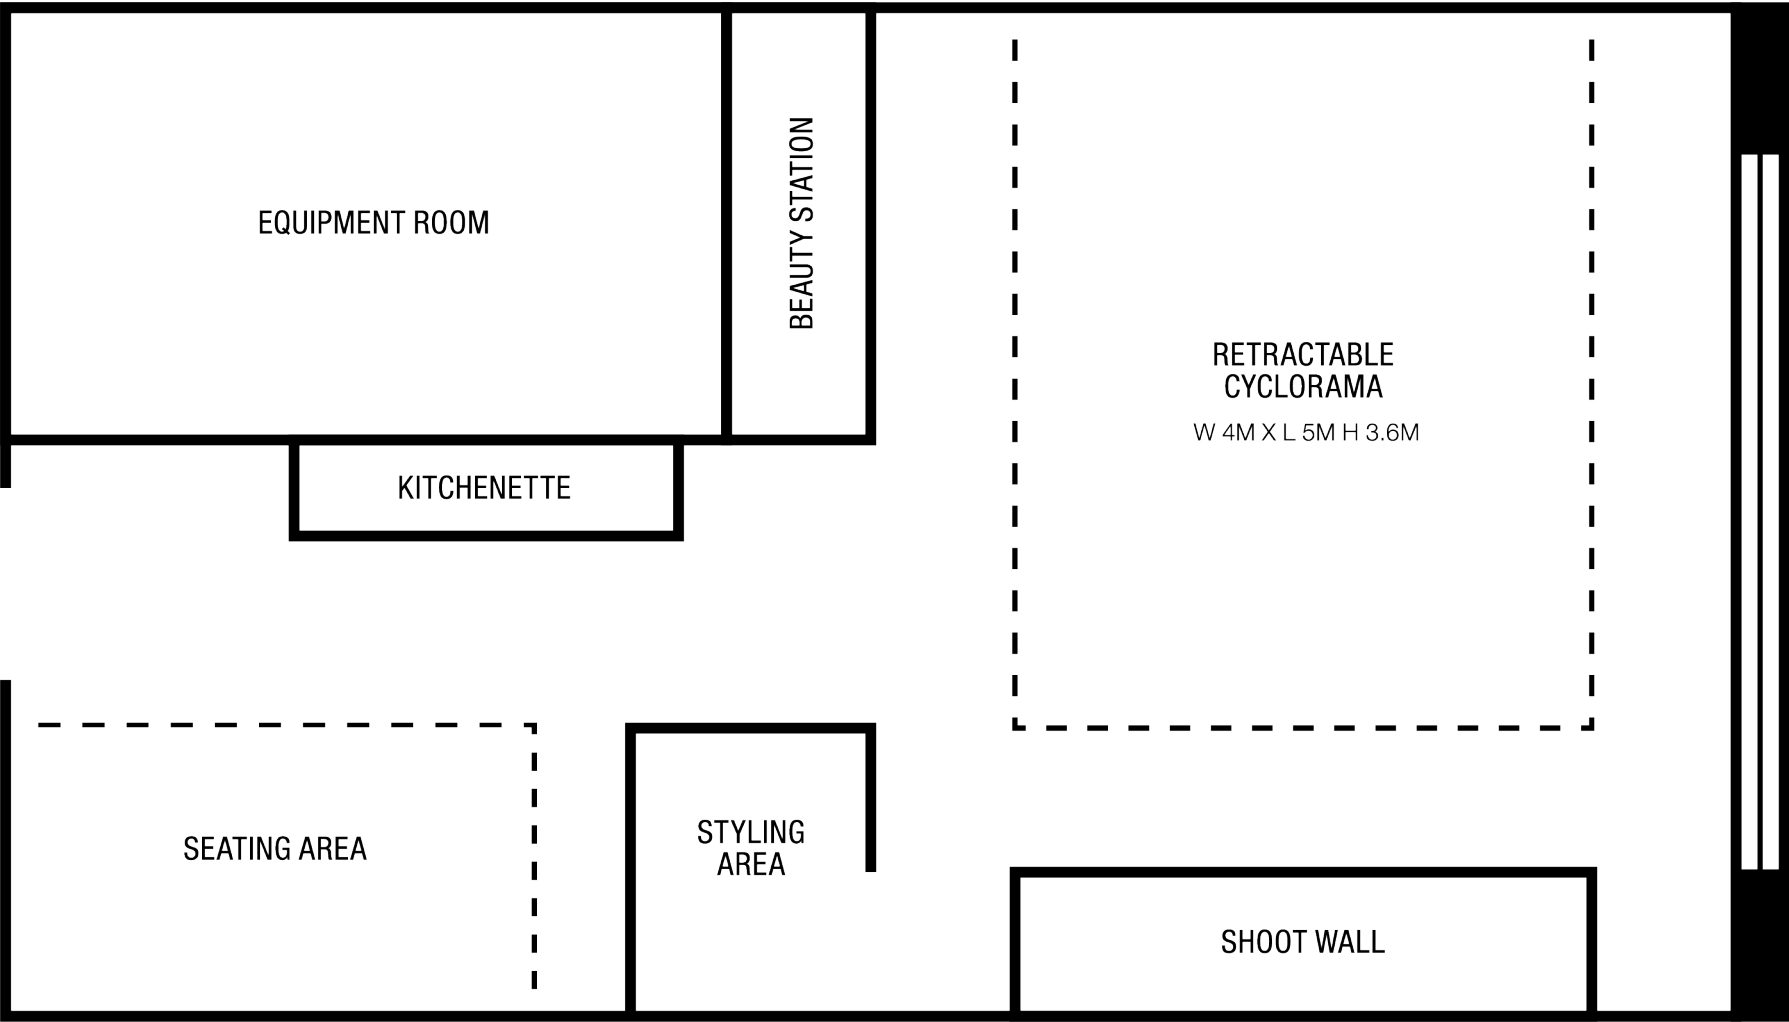 EQUIPMENT ROOM
BEAUTY STATION
RETRACTABLE
CYCLORAMA
W 4M X L 5M H 3.6M
KITCHENETTE
SEATING AREA
STYLING
AREA
SHOOT WALL